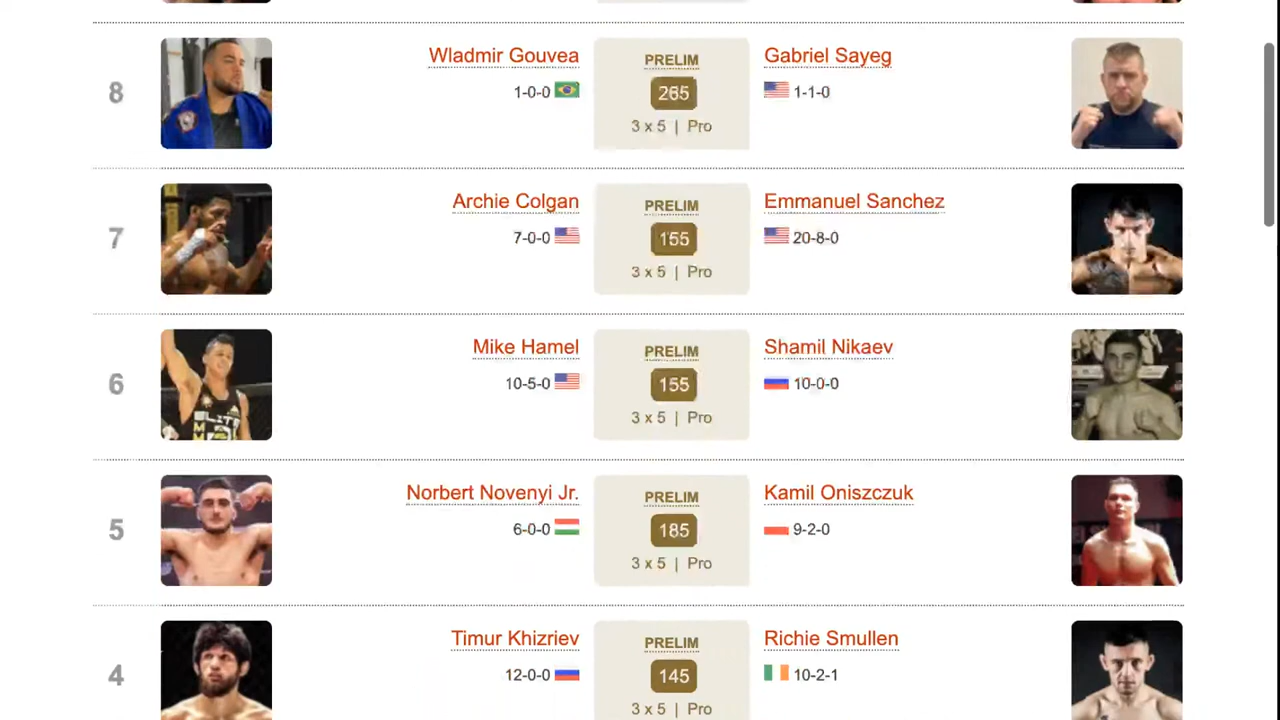 8
Wladmir Gouvea
1-0-0
PRELIM
265
3 x 5 | Pro
Gabriel Sayeg
1-1-0
7
Archie Colgan
7-0-0
PRELIM
155
3 x 5 | Pro
Emmanuel Sanchez
20-8-0
6
Mike Hamel
10-5-0
PRELIM
155
3 x 5 | Pro
Shamil Nikaev
10-0-0
5
Norbert Novenyi Jr.
6-0-0
PRELIM
185
3 x 5 | Pro
Kamil Oniszczuk
9-2-0
4
Timur Khizriev
12-0-0
PRELIM
145
3 x 5 | Pro
Richie Smullen
10-2-1